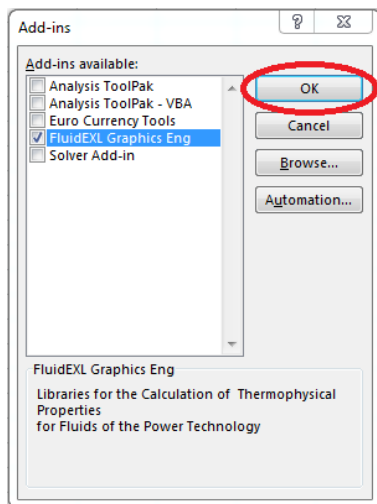 Add-ins
?
Add-ins available:
Analysis ToolPak
Analysis ToolPak - VBA
Euro Currency Tools
FluidEXL Graphics Eng
Solver Add-in
OK
Cancel
Browse...
Automation...
FluidEXL Graphics Eng
Libraries for the Calculation of Thermophysical
Properties
for Fluids of the Power Technology